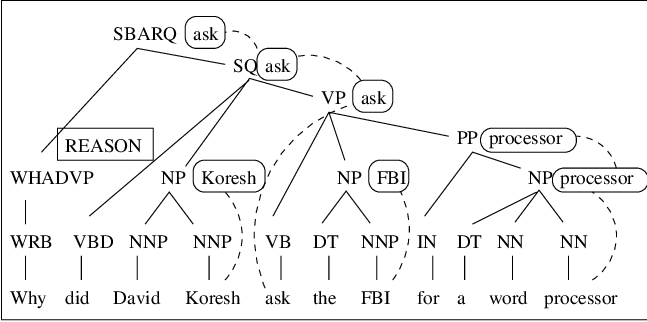 SBARQ ask
SQ ask
VP ask
REASON
PP processor
WHADVP NP Koresh NP FBI NP processor
WRB VBD NNP NNP VB DT NNP IN DT NN NN
Why did David Koresh ask the FBI for a word processor